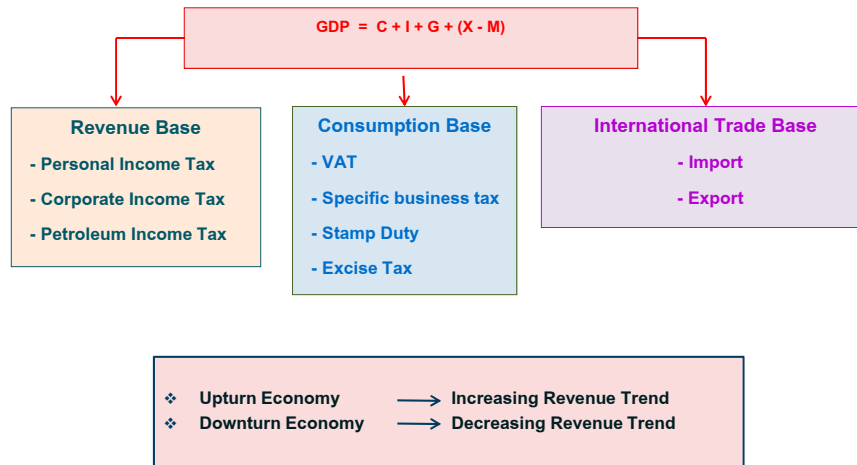 GDP = C + I + G + (X - M)
Revenue Base
- Personal Income Tax
- Corporate Income Tax
- Petroleum Income Tax
Consumption Base
- VAT
- Specific business tax
- Stamp Duty
- Excise Tax
International Trade Base
- Import
- Export
❖ Upturn Economy → Increasing Revenue Trend
❖ Downturn Economy → Decreasing Revenue Trend